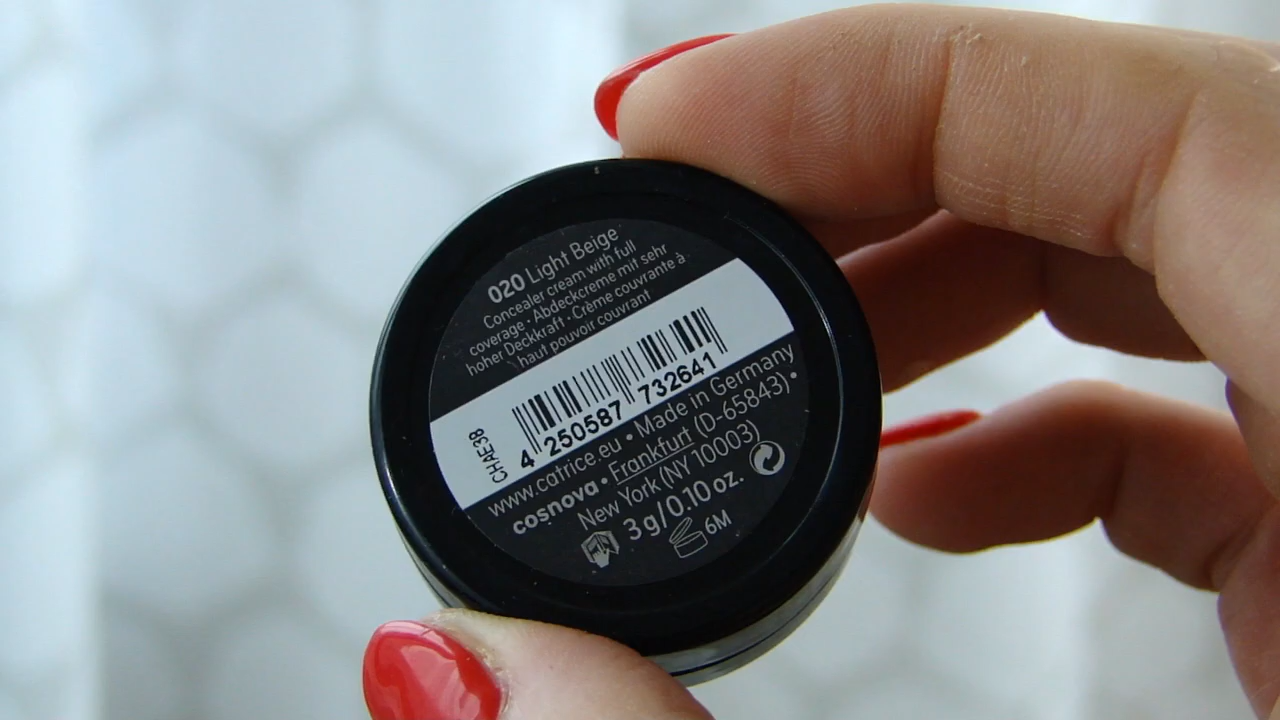 020 Light Beige
Concealer cream with full
coverage · Abdeckcreme mit sehr
hoher Deckkraft · Crème couvrante à
haut pouvoir couvrant
CHAE38
4 250587 732641
www.catrice.eu • Made in Germany
cosnova • Frankfurt (D-65843) •
New York (NY 10003)
3 g/0.10 oz.
6M